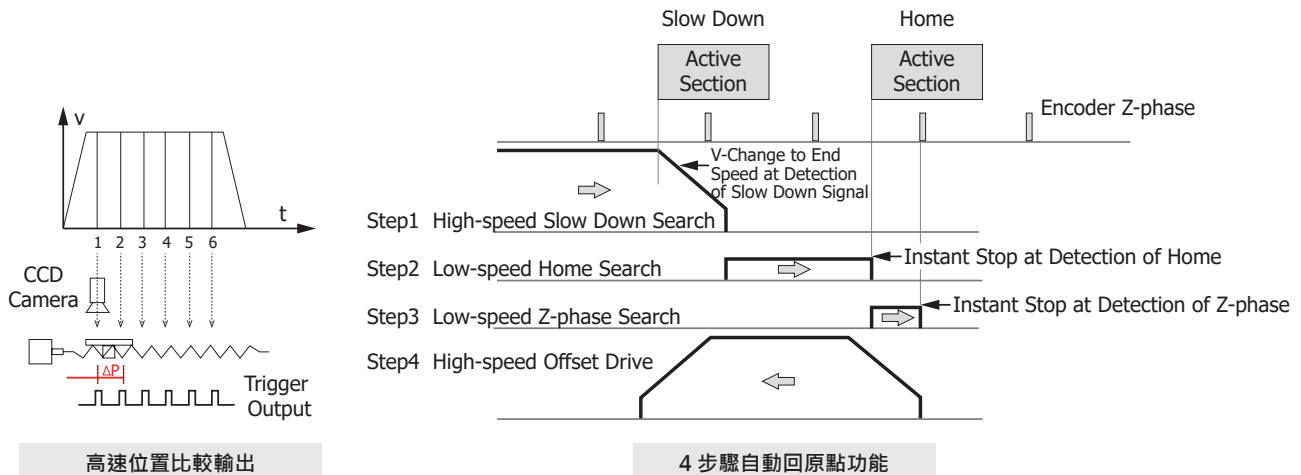 v
t
1 2 3 4 5 6
CCD
Camera
ΔP
Trigger
Output
高速位置比較輸出
Slow Down
Home
Active
Section
Active
Section
Encoder Z-phase
V-Change to End
Speed at Detection
of Slow Down Signal
Step1 High-speed Slow Down Search
Step2 Low-speed Home Search
Instant Stop at Detection of Home
Step3 Low-speed Z-phase Search
Instant Stop at Detection of Z-phase
Step4 High-speed Offset Drive
4 步驟自動回原點功能